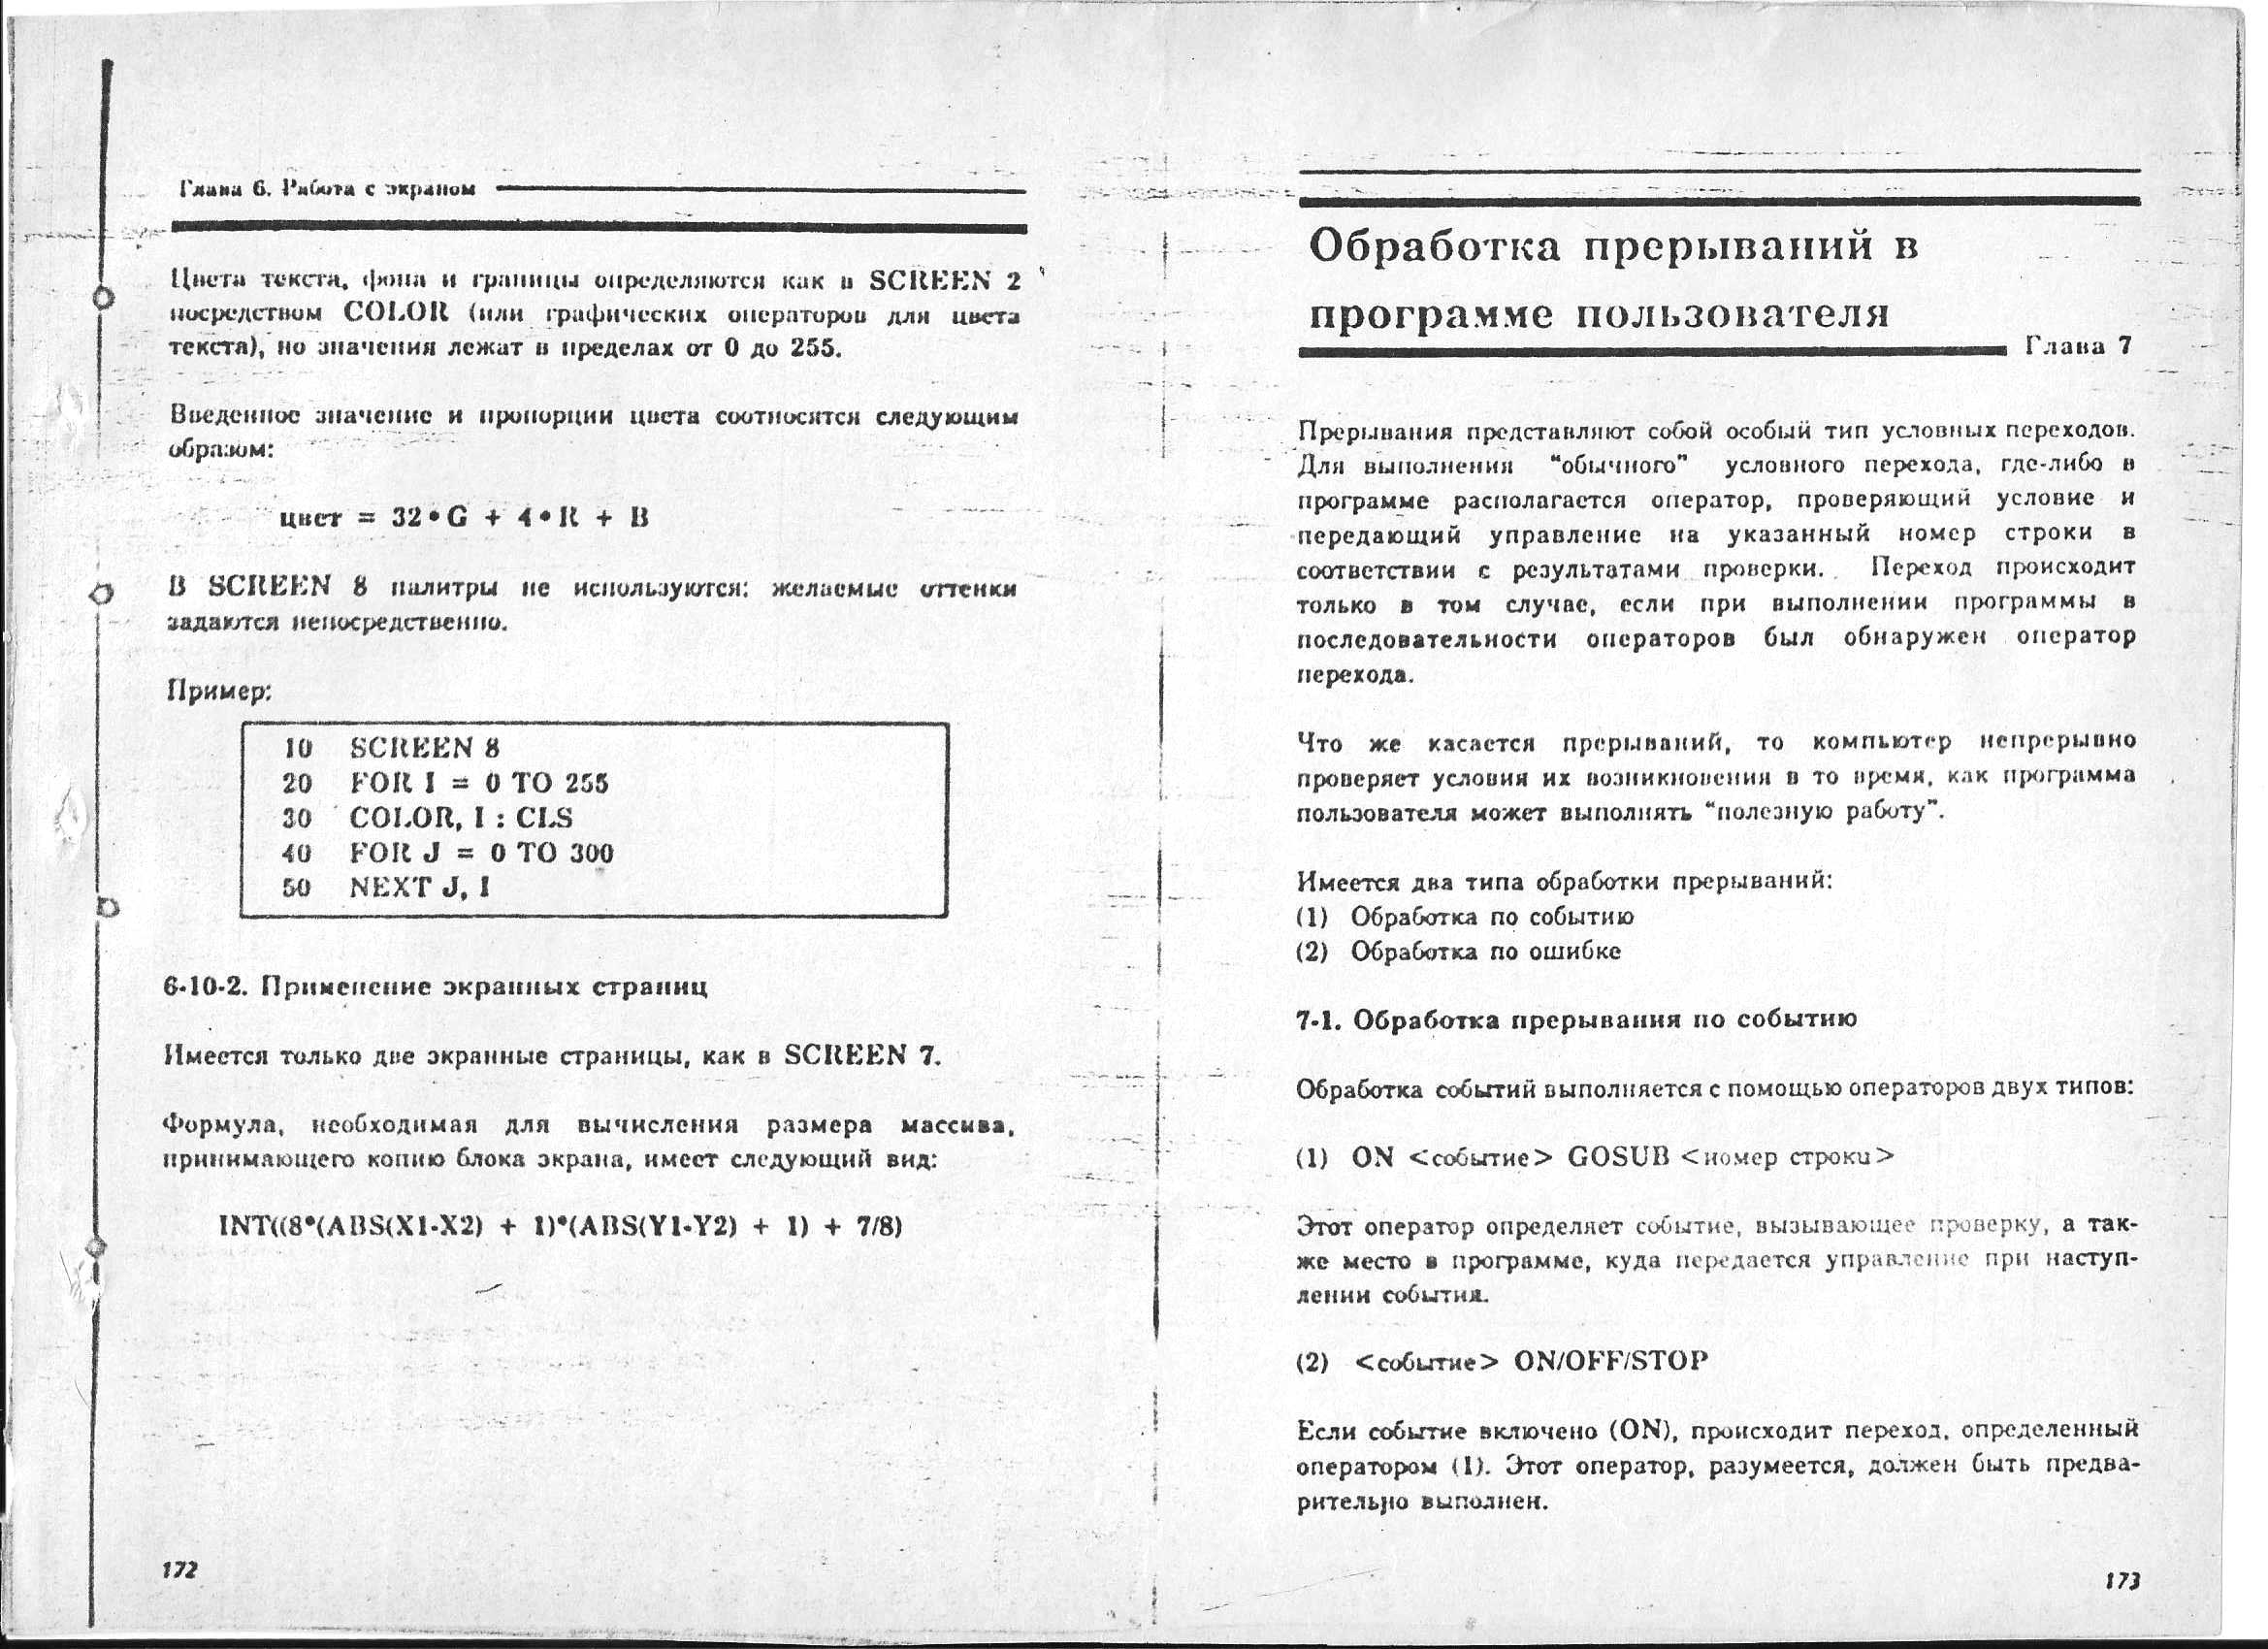 Глава 6. Работа с экраном
Цвета текста, фона и границы определяются как в SCREEN 2
посредством COLOR (или графических операторов для цвета
текста), но значения лежат в пределах от 0 до 255.
Введенное значение и пропорции цвета соотносятся следующим
образом:
цвет = 32*G + 4*R + B
В SCREEN 8 палитры не используются: желаемые оттенки
задаются непосредственно.
Пример:
10 SCREEN 8
20 FOR I = 0 TO 255
30 COLOR, I : CLS
40 FOR J = 0 TO 300
50 NEXT J, I
6-10-2. Применение экранных страниц
Имеется только две экранные страницы, как в SCREEN 7.
Формула, необходимая для вычисления размера массива,
принимающего копию блока экрана, имеет следующий вид:
INT((8*(ABS(X1-X2) + 1)*(ABS(Y1-Y2) + 1) + 7/8)
172
Обработка прерываний в
программе пользователя
Глава 7
Прерывания представляют собой особый тип условных переходов.
Для выполнения "обычного" условного перехода, где-либо в
программе располагается оператор, проверяющий условие и
передающий управление на указанный номер строки в
соответствии с результатами проверки. Переход происходит
только в том случае, если при выполнении программы в
последовательности операторов был обнаружен оператор
перехода.
Что же касается прерываний, то компьютер непрерывно
проверяет условия их возникновения в то время, как программа
пользователя может выполнять "полезную работу".
Имеется два типа обработки прерываний:
(1) Обработка по событию
(2) Обработка по ошибке
7-1. Обработка прерывания по событию
Обработка событий выполняется с помощью операторов двух типов:
(1) ON <событие> GOSUB <номер строки>
Этот оператор определяет событие, вызывающее проверку, а так-
же место в программе, куда передается управление при наступ-
лении события.
(2) <событие> ON/OFF/STOP
Если событие включено (ON), происходит переход, определенный
оператором (1). Этот оператор, разумеется, должен быть предва-
рительно выполнен.
173